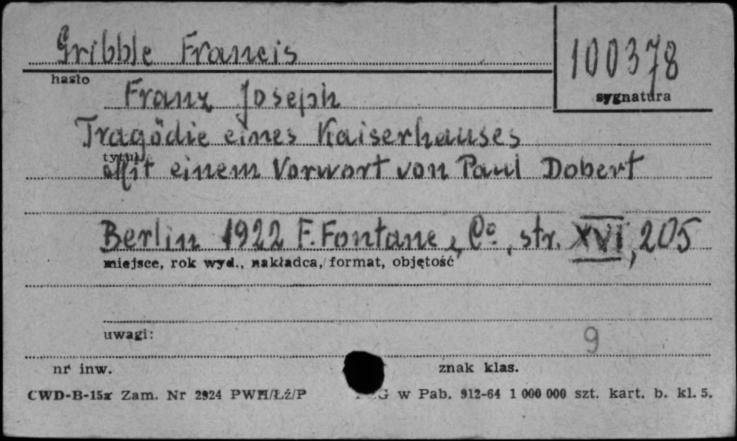 Gribble Francis
100378
hasło
sygnatura
Franz Joseph
Tragödie eines Kaiserhauses
tytuł
Mit einem Vorwort von Paul Dobert
Berlin 1922 F. Fontane, Co, str. XVI, 205
miejsce, rok wyd., nakładca, format, objętość
uwagi:
9
nr inw.
znak klas.
CWD-B-15a Zam. Nr 2924 PWH/Łź/P w Pab. 912-64 1 000 000 szt. kart. b. kl. 5.